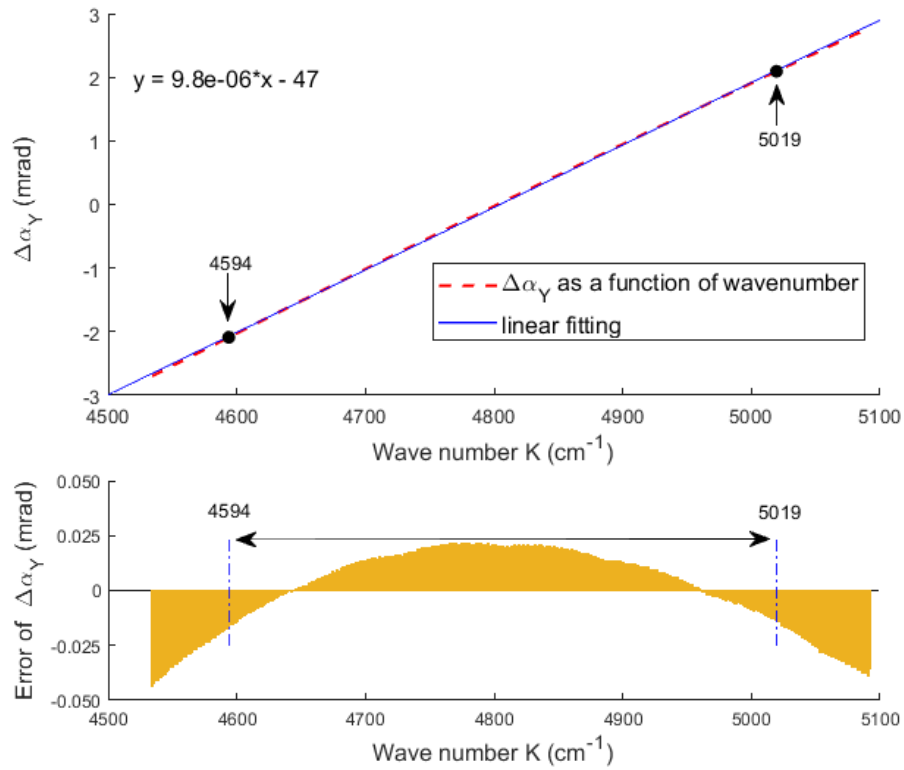 3
2
1
0
-1
-2
-3
y = 9.8e-06*x - 47
5019
4594
Δα_Y (mrad)
Δα_Y as a function of wavenumber
linear fitting
4500 4600 4700 4800 4900 5000 5100
Wave number K (cm⁻¹)
0.050
0.025
0
-0.025
-0.050
4594 5019
Error of Δα_Y (mrad)
4500 4600 4700 4800 4900 5000 5100
Wave number K (cm⁻¹)